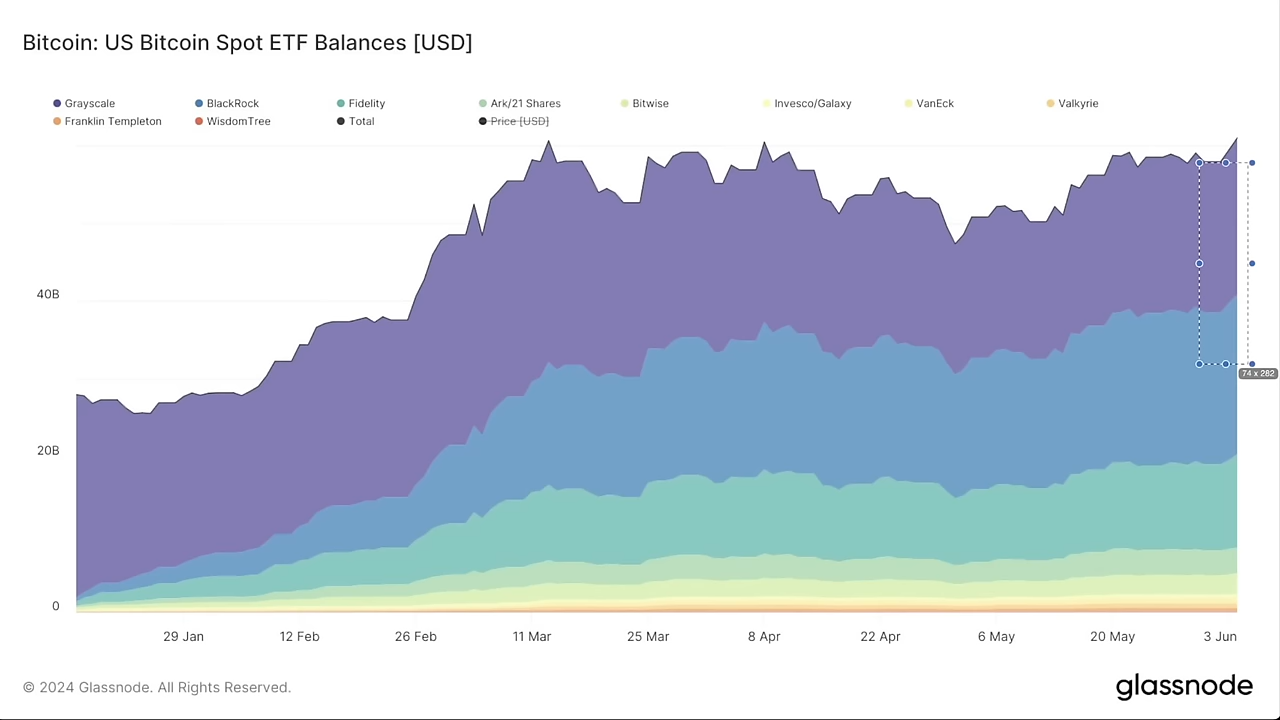 Bitcoin: US Bitcoin Spot ETF Balances [USD]
Grayscale BlackRock Fidelity Ark/21 Shares Bitwise Invesco/Galaxy VanEck Valkyrie
Franklin Templeton WisdomTree Total Price [USD]
40B
20B
0
29 Jan 12 Feb 26 Feb 11 Mar 25 Mar 8 Apr 22 Apr 6 May 20 May 3 Jun
74 x 282
© 2024 Glassnode. All Rights Reserved.
glassnode